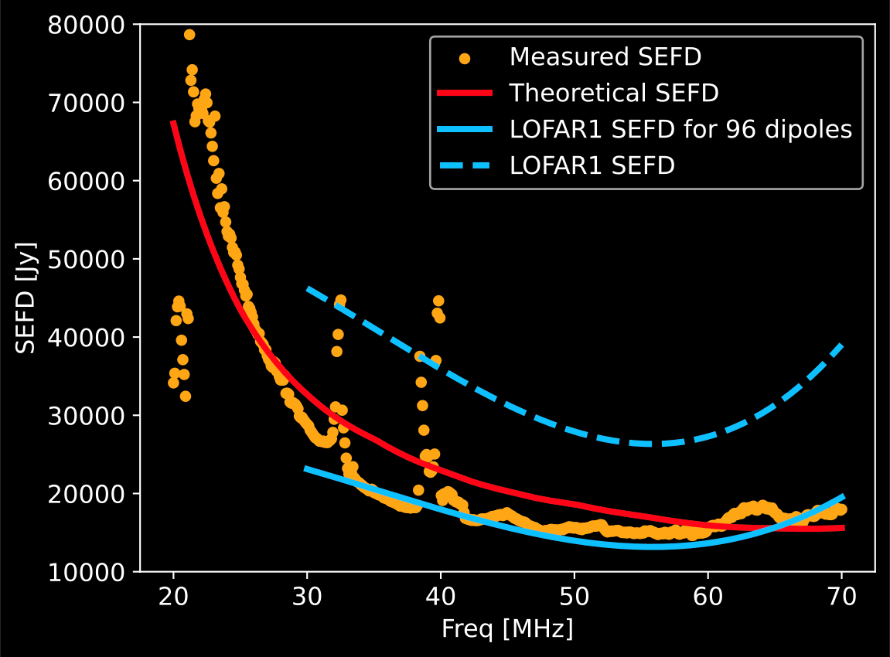 80000
70000
60000
50000
40000
30000
20000
10000
SEFD [Jy]
Measured SEFD
Theoretical SEFD
LOFAR1 SEFD for 96 dipoles
LOFAR1 SEFD
20 30 40 50 60 70
Freq [MHz]